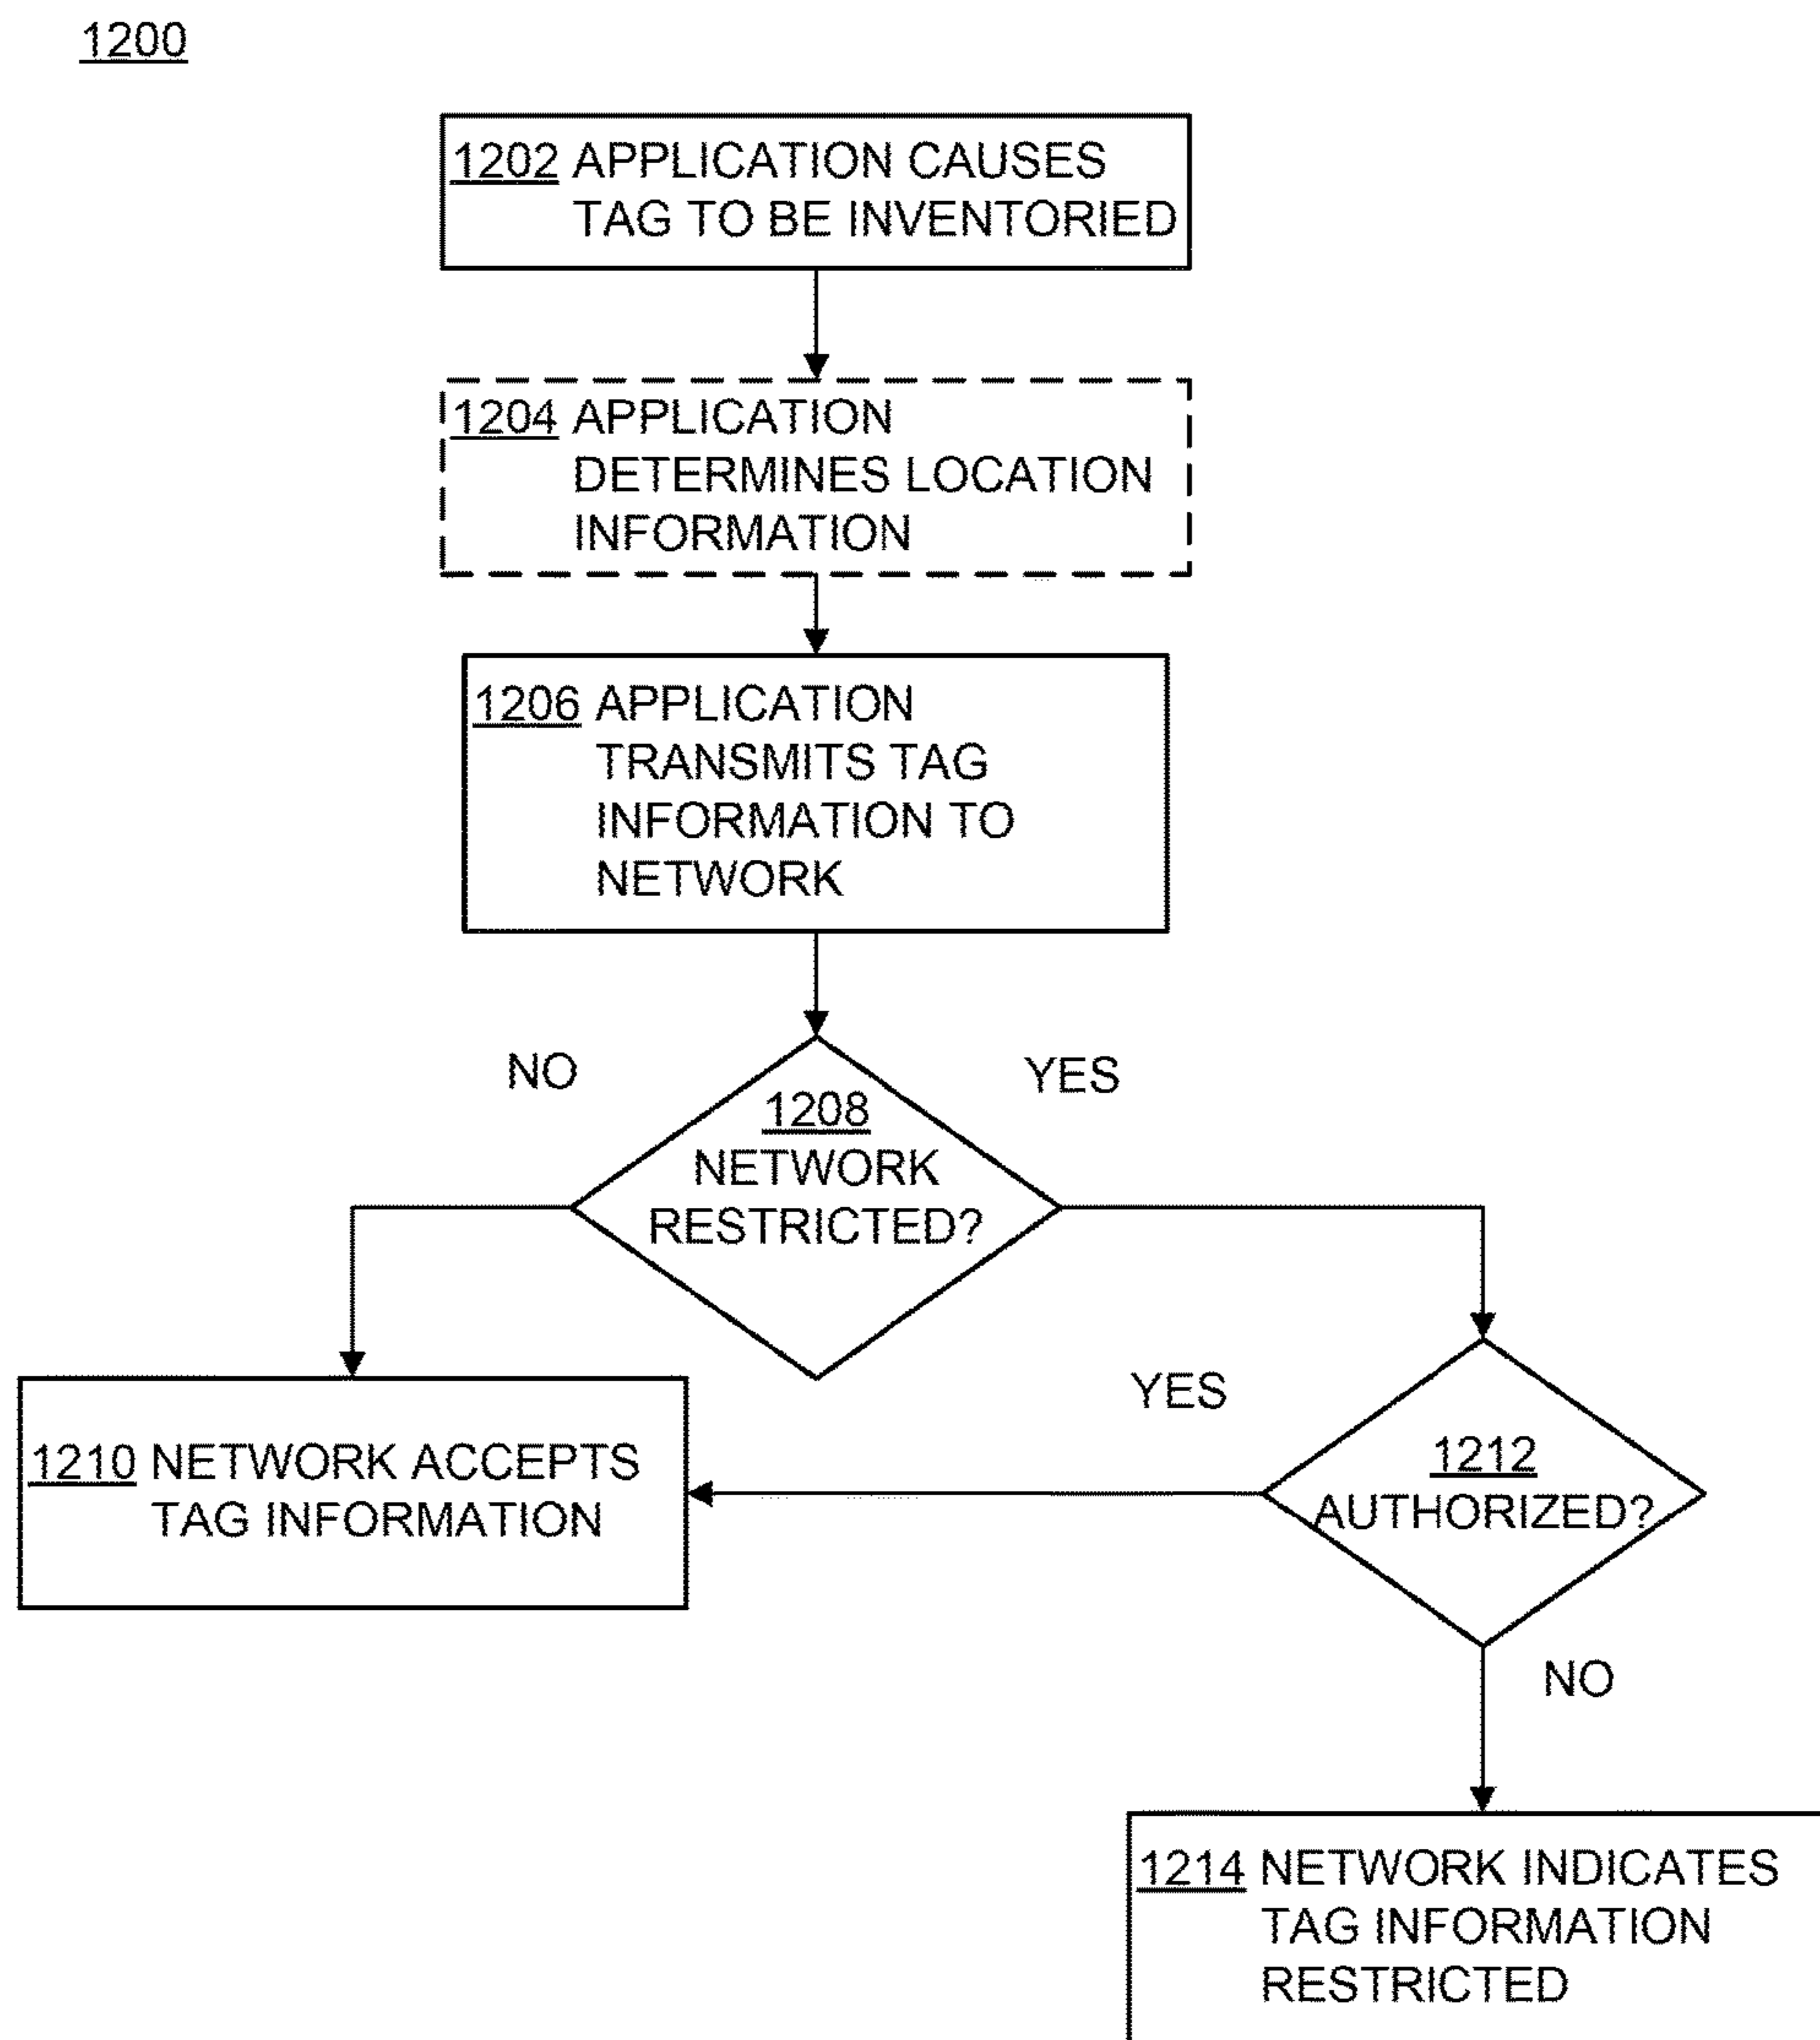 1200
1202 APPLICATION CAUSES
TAG TO BE INVENTORIED
1204 APPLICATION
DETERMINES LOCATION
INFORMATION
1206 APPLICATION
TRANSMITS TAG
INFORMATION TO
NETWORK
NO
YES
1208
NETWORK
RESTRICTED?
YES
1210 NETWORK ACCEPTS
TAG INFORMATION
1212
AUTHORIZED?
NO
1214 NETWORK INDICATES
TAG INFORMATION
RESTRICTED